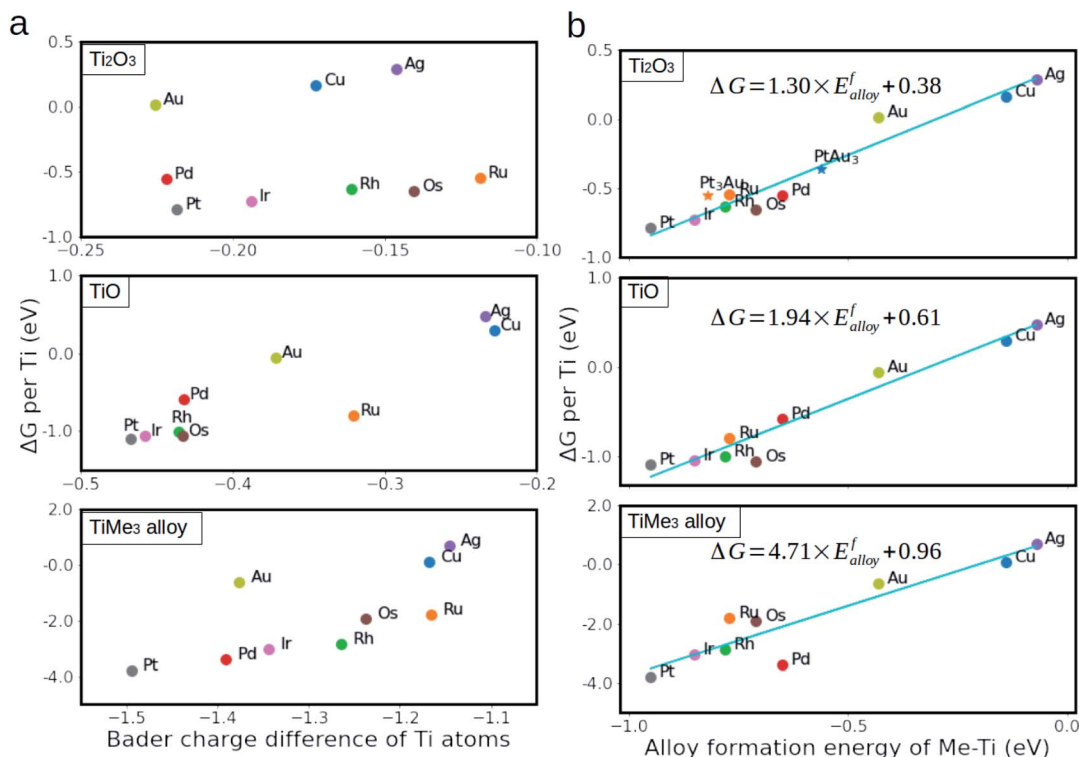 a
Ti₂O₃
0.5
0.0
-0.5
-1.0
Au
Cu
Ag
Pd
Pt
Ir
Rh
Os
Ru
−0.25
−0.20
−0.15
−0.10
TiO
1.0
0.0
-1.0
Ag
Cu
Au
Pd
Ru
Pt
Ir
Rh
Os
−0.5
−0.4
−0.3
−0.2
ΔG per Ti (eV)
TiMe₃ alloy
2.0
-0.0
-2.0
-4.0
Ag
Cu
Au
Os
Ru
Rh
Ir
Pd
Pt
−1.5
−1.4
−1.3
−1.2
−1.1
Bader charge difference of Ti atoms
b
Ti₂O₃
ΔG=1.30×E^f_alloy+0.38
0.5
0.0
-0.5
-1.0
Ag
Cu
Au
PtAu₃
Pt₃Au
Ru
Pd
Rh
Os
Ir
Pt
TiO
ΔG=1.94×E^f_alloy+0.61
1.0
0.0
-1.0
Ag
Cu
Au
Pd
Ru
Rh
Os
Ir
Pt
ΔG per Ti (eV)
TiMe₃ alloy
ΔG=4.71×E^f_alloy+0.96
2.0
-0.0
-2.0
-4.0
Ag
Cu
Au
Ru
Os
Ir
Rh
Pd
Pt
−1.0
−0.5
0.0
Alloy formation energy of Me-Ti (eV)